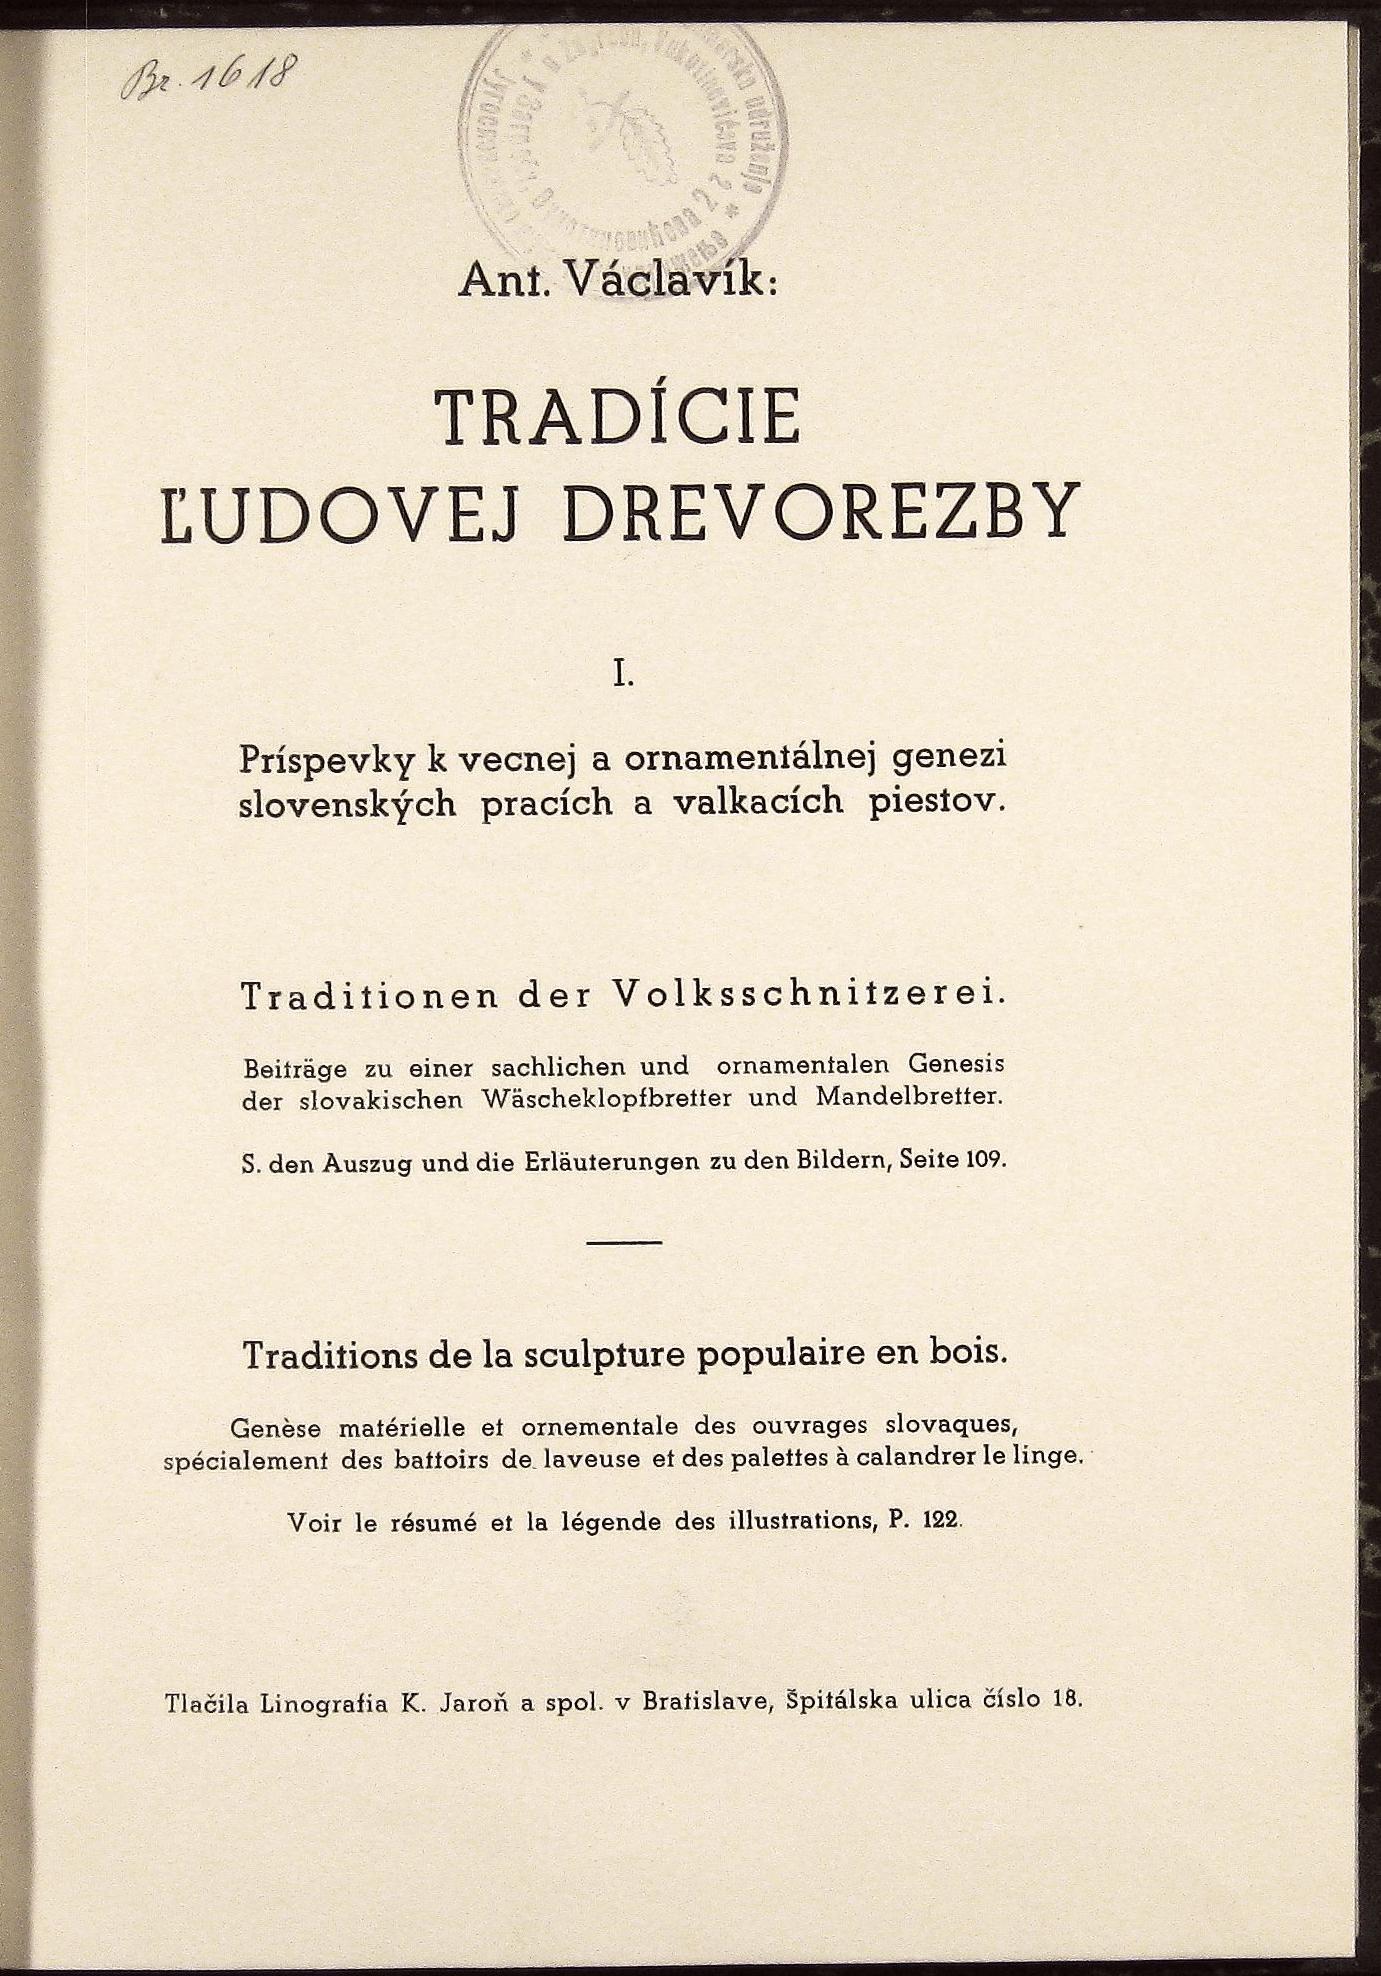 Br. 1618
udruženje
u Zagrebu, Vukotinovićeva 2
Ant. Václavík:
TRADÍCIE
ĽUDOVEJ DREVOREZBY
I.
Príspevky k vecnej a ornamentálnej genezi
slovenských pracích a valkacích piestov.
Traditionen der Volksschnitzerei.
Beiträge zu einer sachlichen und ornamentalen Genesis
der slovakischen Wäscheklopfbretter und Mandelbretter.
S. den Auszug und die Erläuterungen zu den Bildern, Seite 109.
Traditions de la sculpture populaire en bois.
Genèse matérielle et ornementale des ouvrages slovaques,
spécialement des battoirs de laveuse et des palettes à calandrer le linge.
Voir le résumé et la légende des illustrations, P. 122.
Tlačila Linografia K. Jaroň a spol. v Bratislave, Špitálska ulica číslo 18.